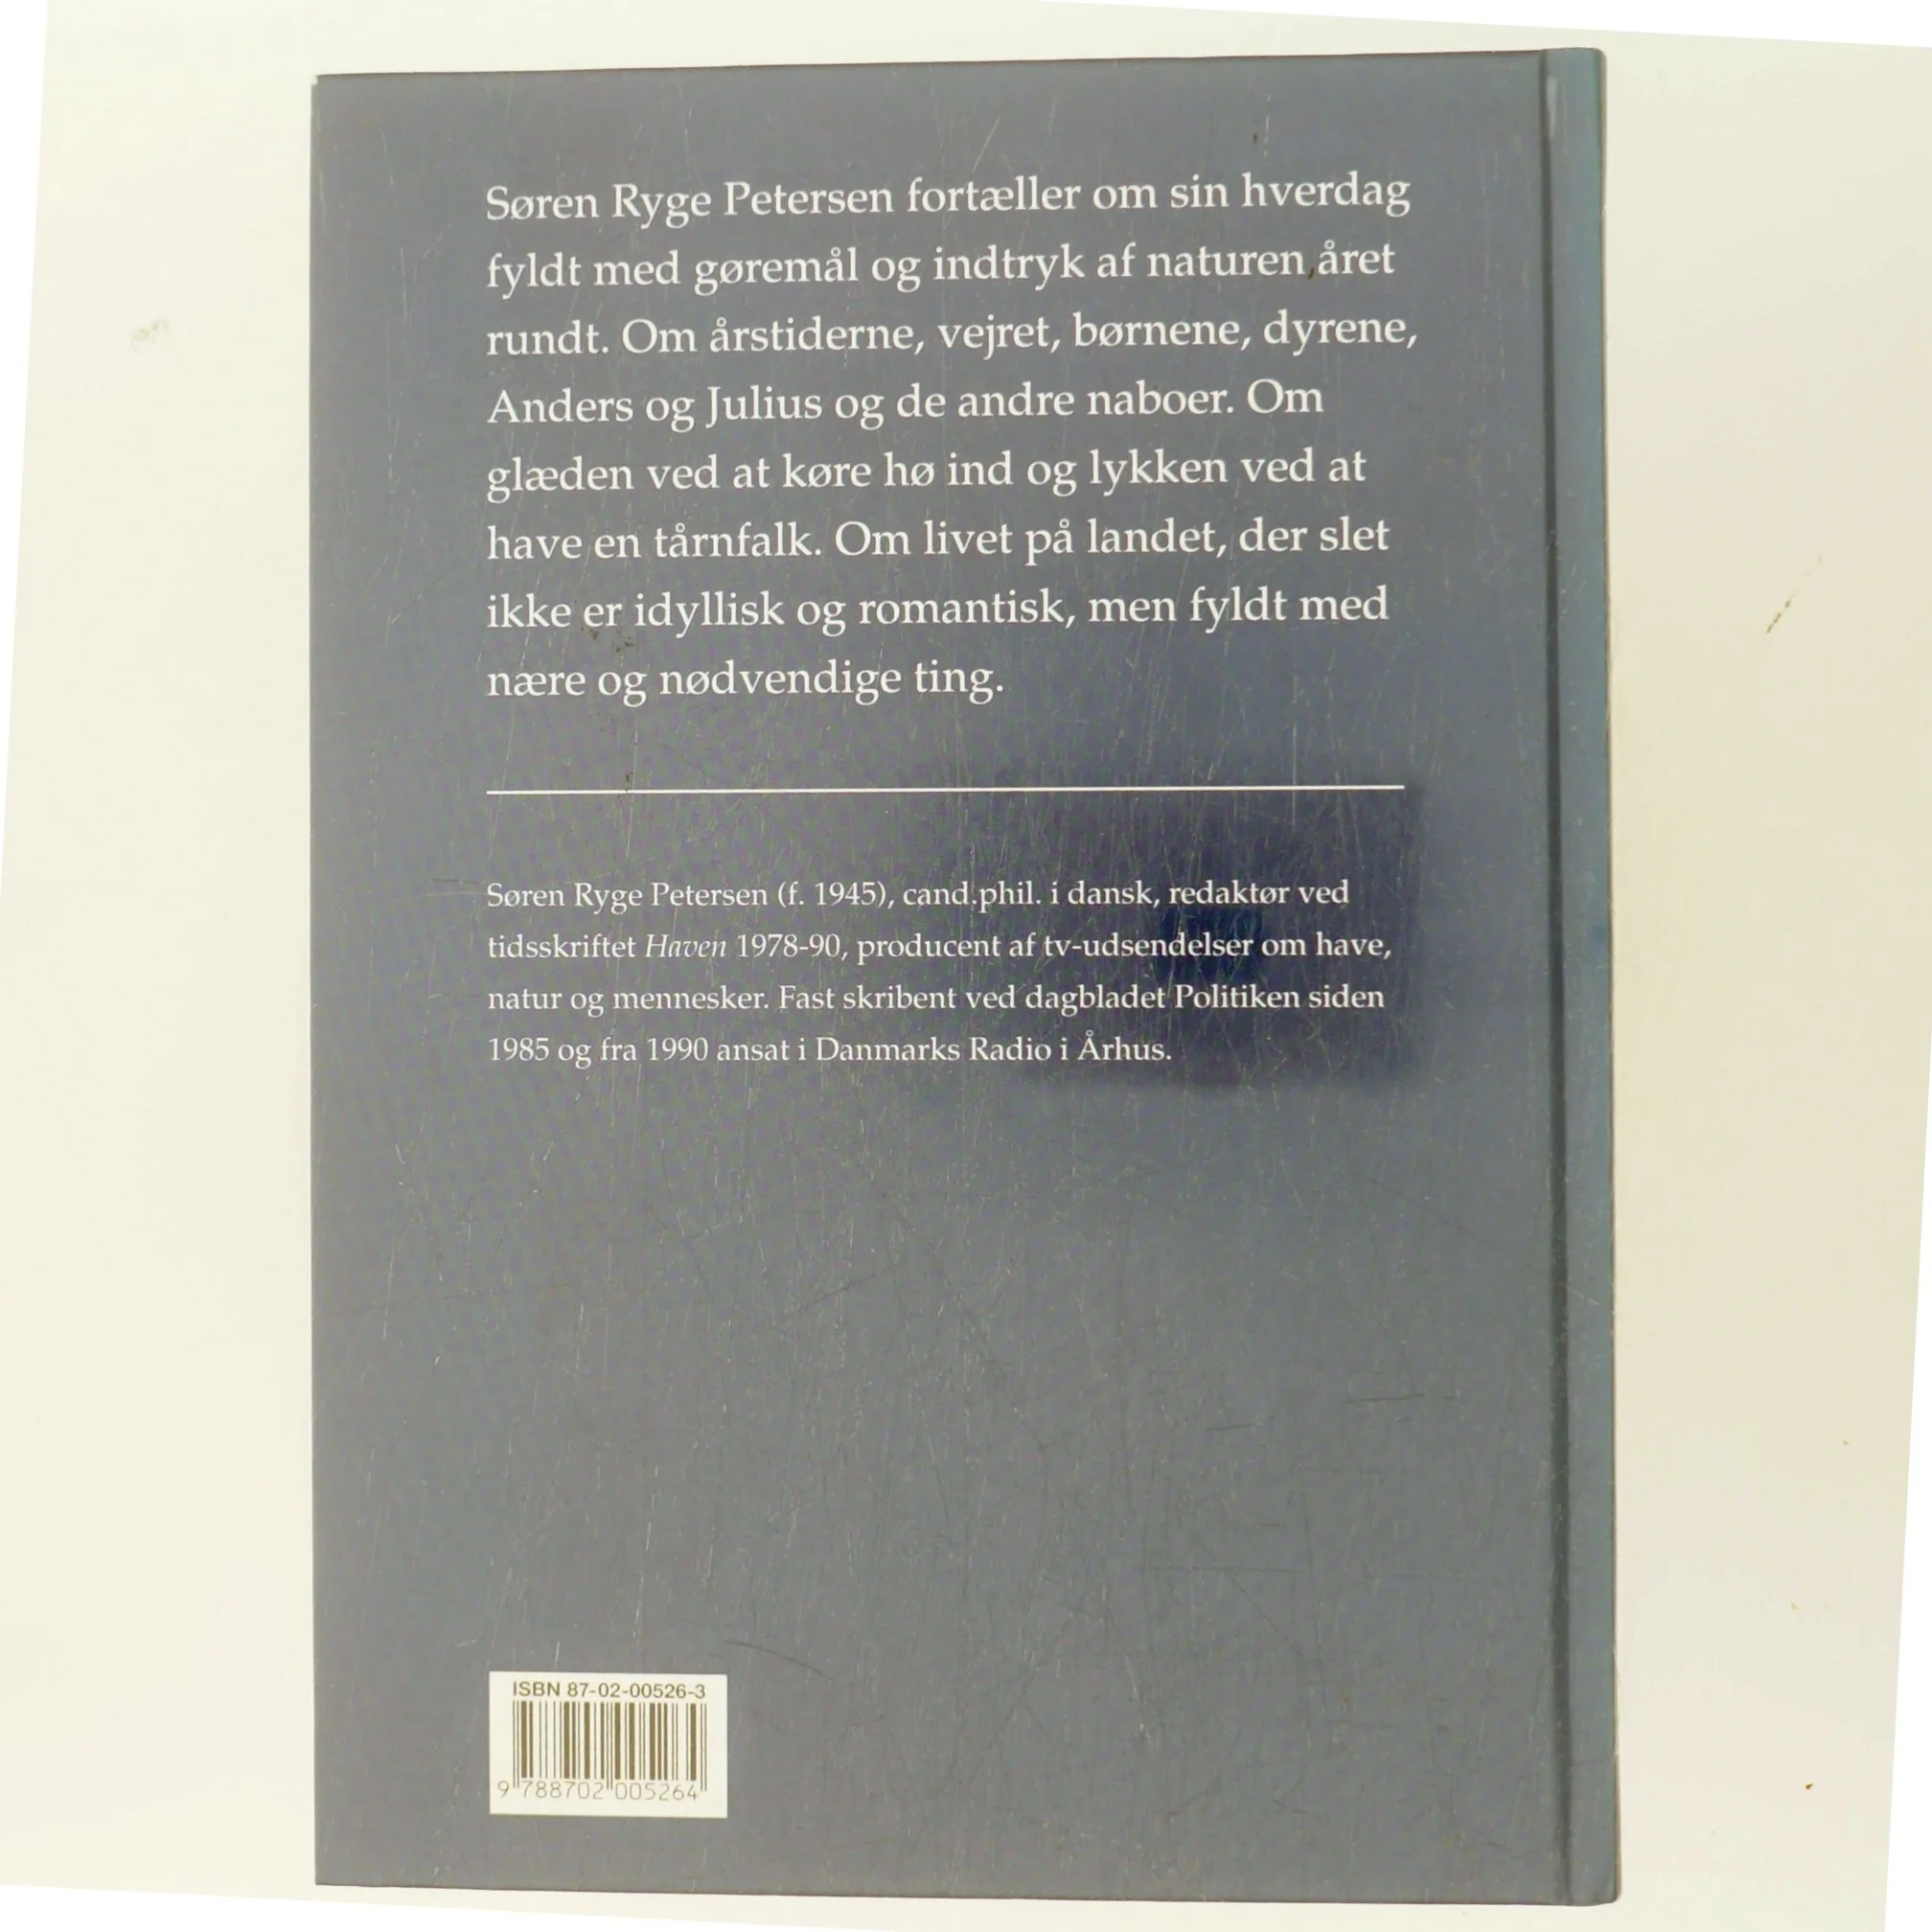 Søren Ryge Petersen fortæller om sin hverdag
fyldt med gøremål og indtryk af naturen året
rundt. Om årstiderne, vejret, børnene, dyrene,
Anders og Julius og de andre naboer. Om
glæden ved at køre hø ind og lykken ved at
have en tårnfalk. Om livet på landet, der slet
ikke er idyllisk og romantisk, men fyldt med
nære og nødvendige ting.
Søren Ryge Petersen (f. 1945), cand.phil. i dansk, redaktør ved
tidsskriftet Haven 1978-90, producent af tv-udsendelser om have,
natur og mennesker. Fast skribent ved dagbladet Politiken siden
1985 og fra 1990 ansat i Danmarks Radio i Århus.
ISBN 87-02-00526-3
9 788702 005264